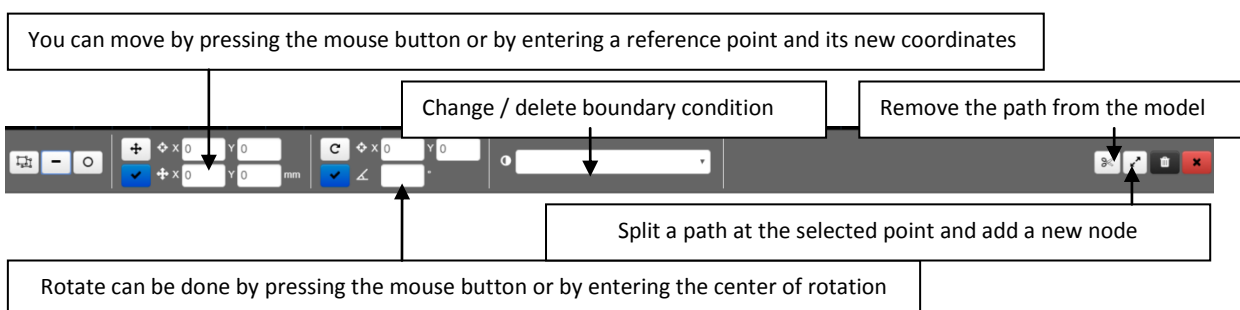 You can move by pressing the mouse button or by entering a reference point and its new coordinates
Change / delete boundary condition
Remove the path from the model
X 0 Y 0
X 0 Y 0
X 0 Y 0 mm
°
Split a path at the selected point and add a new node
Rotate can be done by pressing the mouse button or by entering the center of rotation